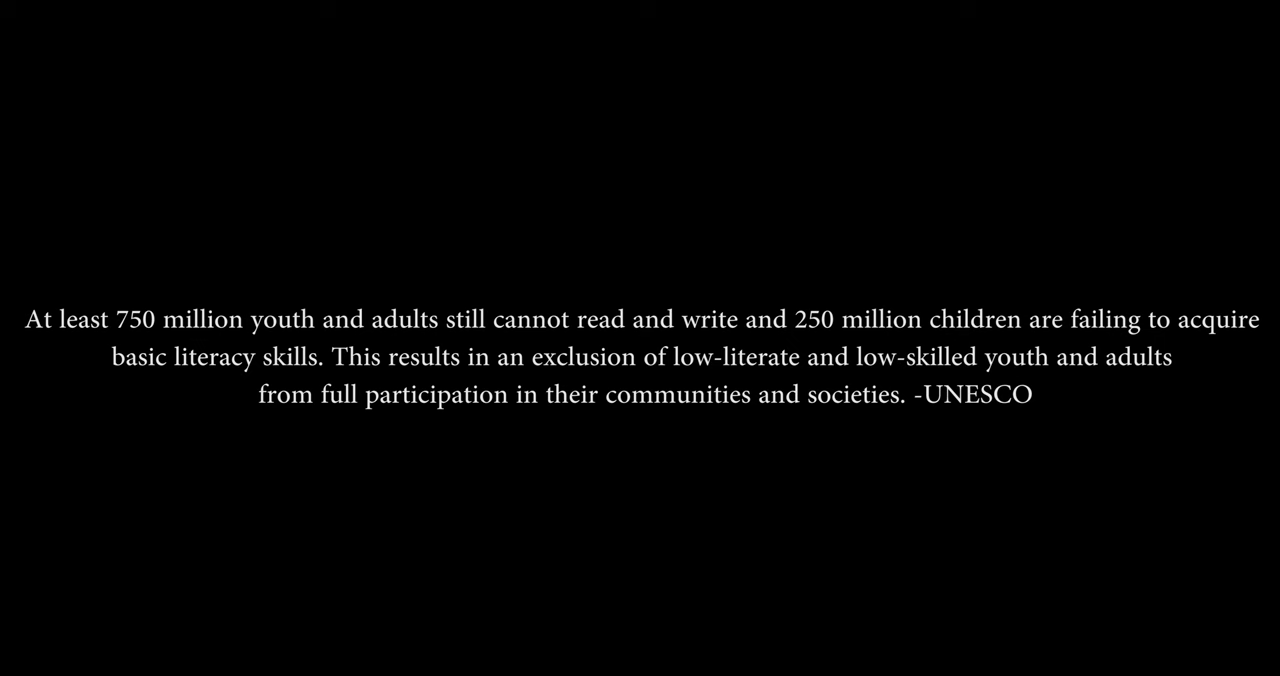 At least 750 million youth and adults still cannot read and write and 250 million children are failing to acquire
basic literacy skills. This results in an exclusion of low-literate and low-skilled youth and adults
from full participation in their communities and societies. -UNESCO